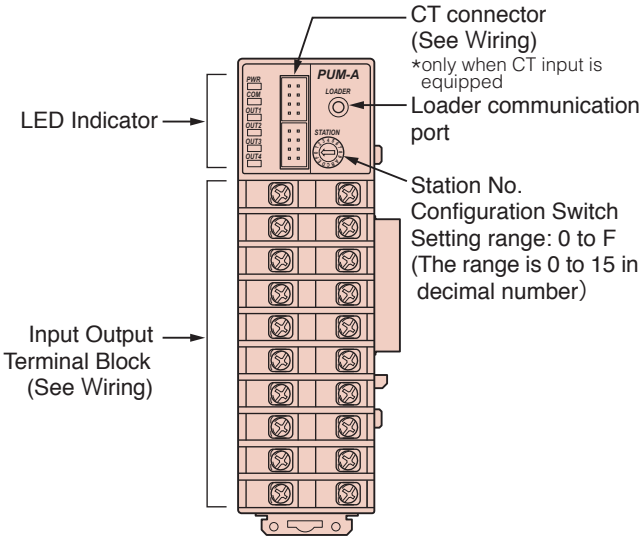 CT connector
(See Wiring)
*only when CT input is
equipped
PUM-A
PWR
COM
OUT1
OUT2
OUT3
OUT4
LOADER
STATION
LED Indicator
Loader communication
port
Station No.
Configuration Switch
Setting range: 0 to F
(The range is 0 to 15 in
decimal number)
Input Output
Terminal Block
(See Wiring)